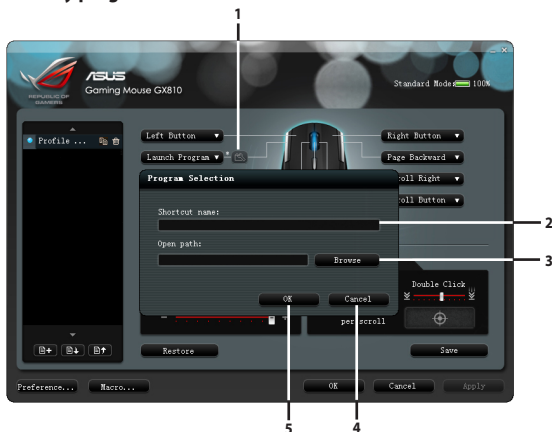 1
REPUBLIC OF
GAMERS
ASUS
Gaming Mouse GX810
Standard Mode 100%
Profile ...
Left Button
Right Button
Launch Program
Page Backward
Program Selection
roll Right
Shortcut name:
roll Button
2
Open path:
Browse
3
Double Click
OK
Cancel
per scroll
Restore
Save
Preference...
Macro...
OK
Cancel
Apply
5
4